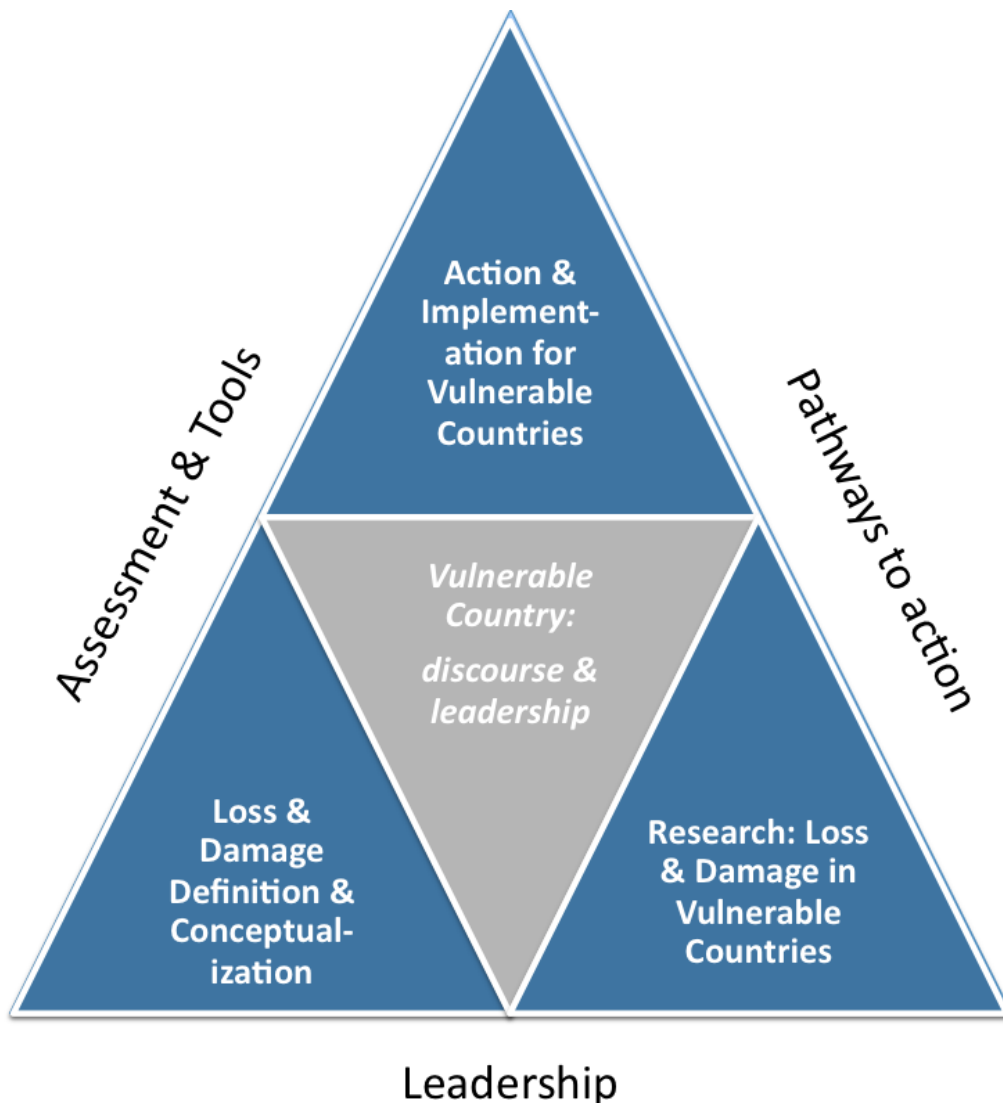 Action &
Implement-
ation for
Vulnerable
Countries
Assessment & Tools
Pathways to action
Vulnerable
Country:
discourse &
leadership
Loss &
Damage
Definition &
Conceptual-
ization
Research: Loss
& Damage in
Vulnerable
Countries
Leadership